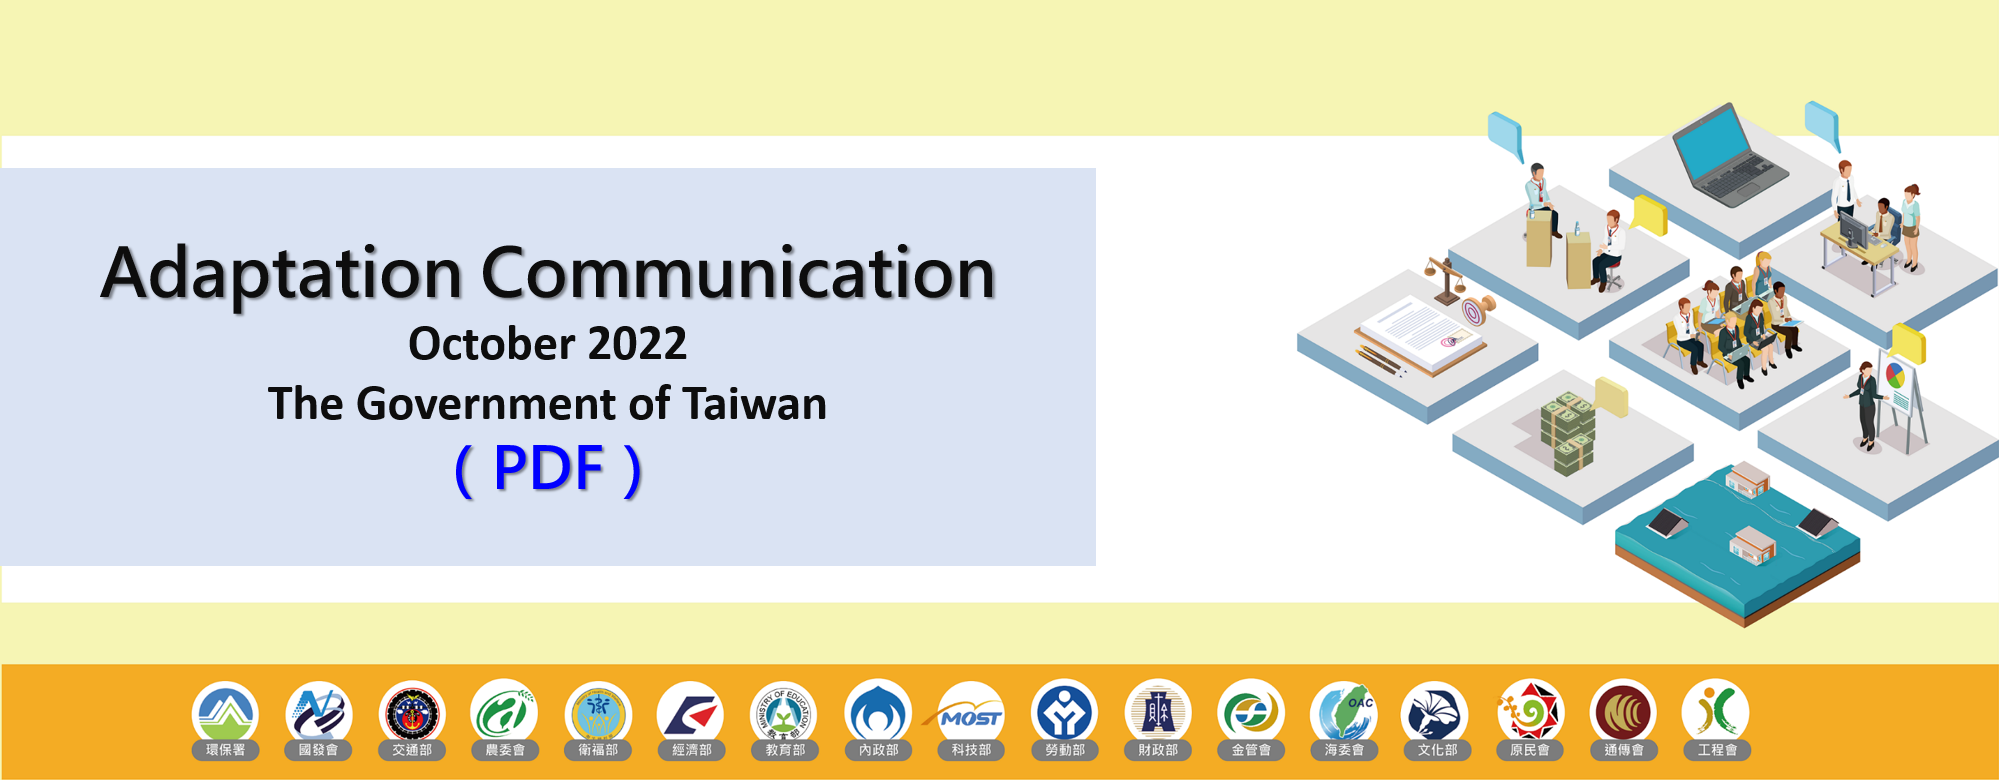 Adaptation Communication
October 2022
The Government of Taiwan
( PDF )
MINISTRY OF EDUCATION
教育部
MOST
財
OAC
環保署 國發會 交通部 農委會 衛福部 經濟部 教育部 內政部 科技部 勞動部 財政部 金管會 海委會 文化部 原民會 通傳會 工程會